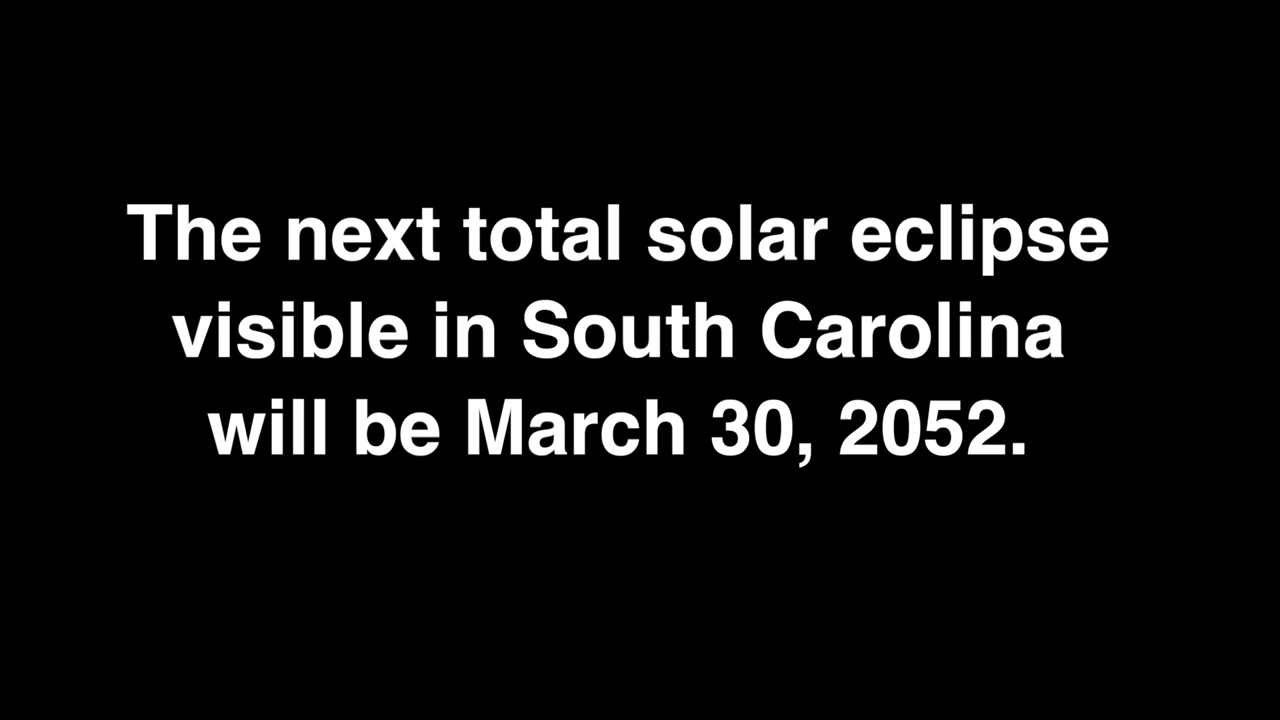 The next total solar eclipse
visible in South Carolina
will be March 30, 2052.